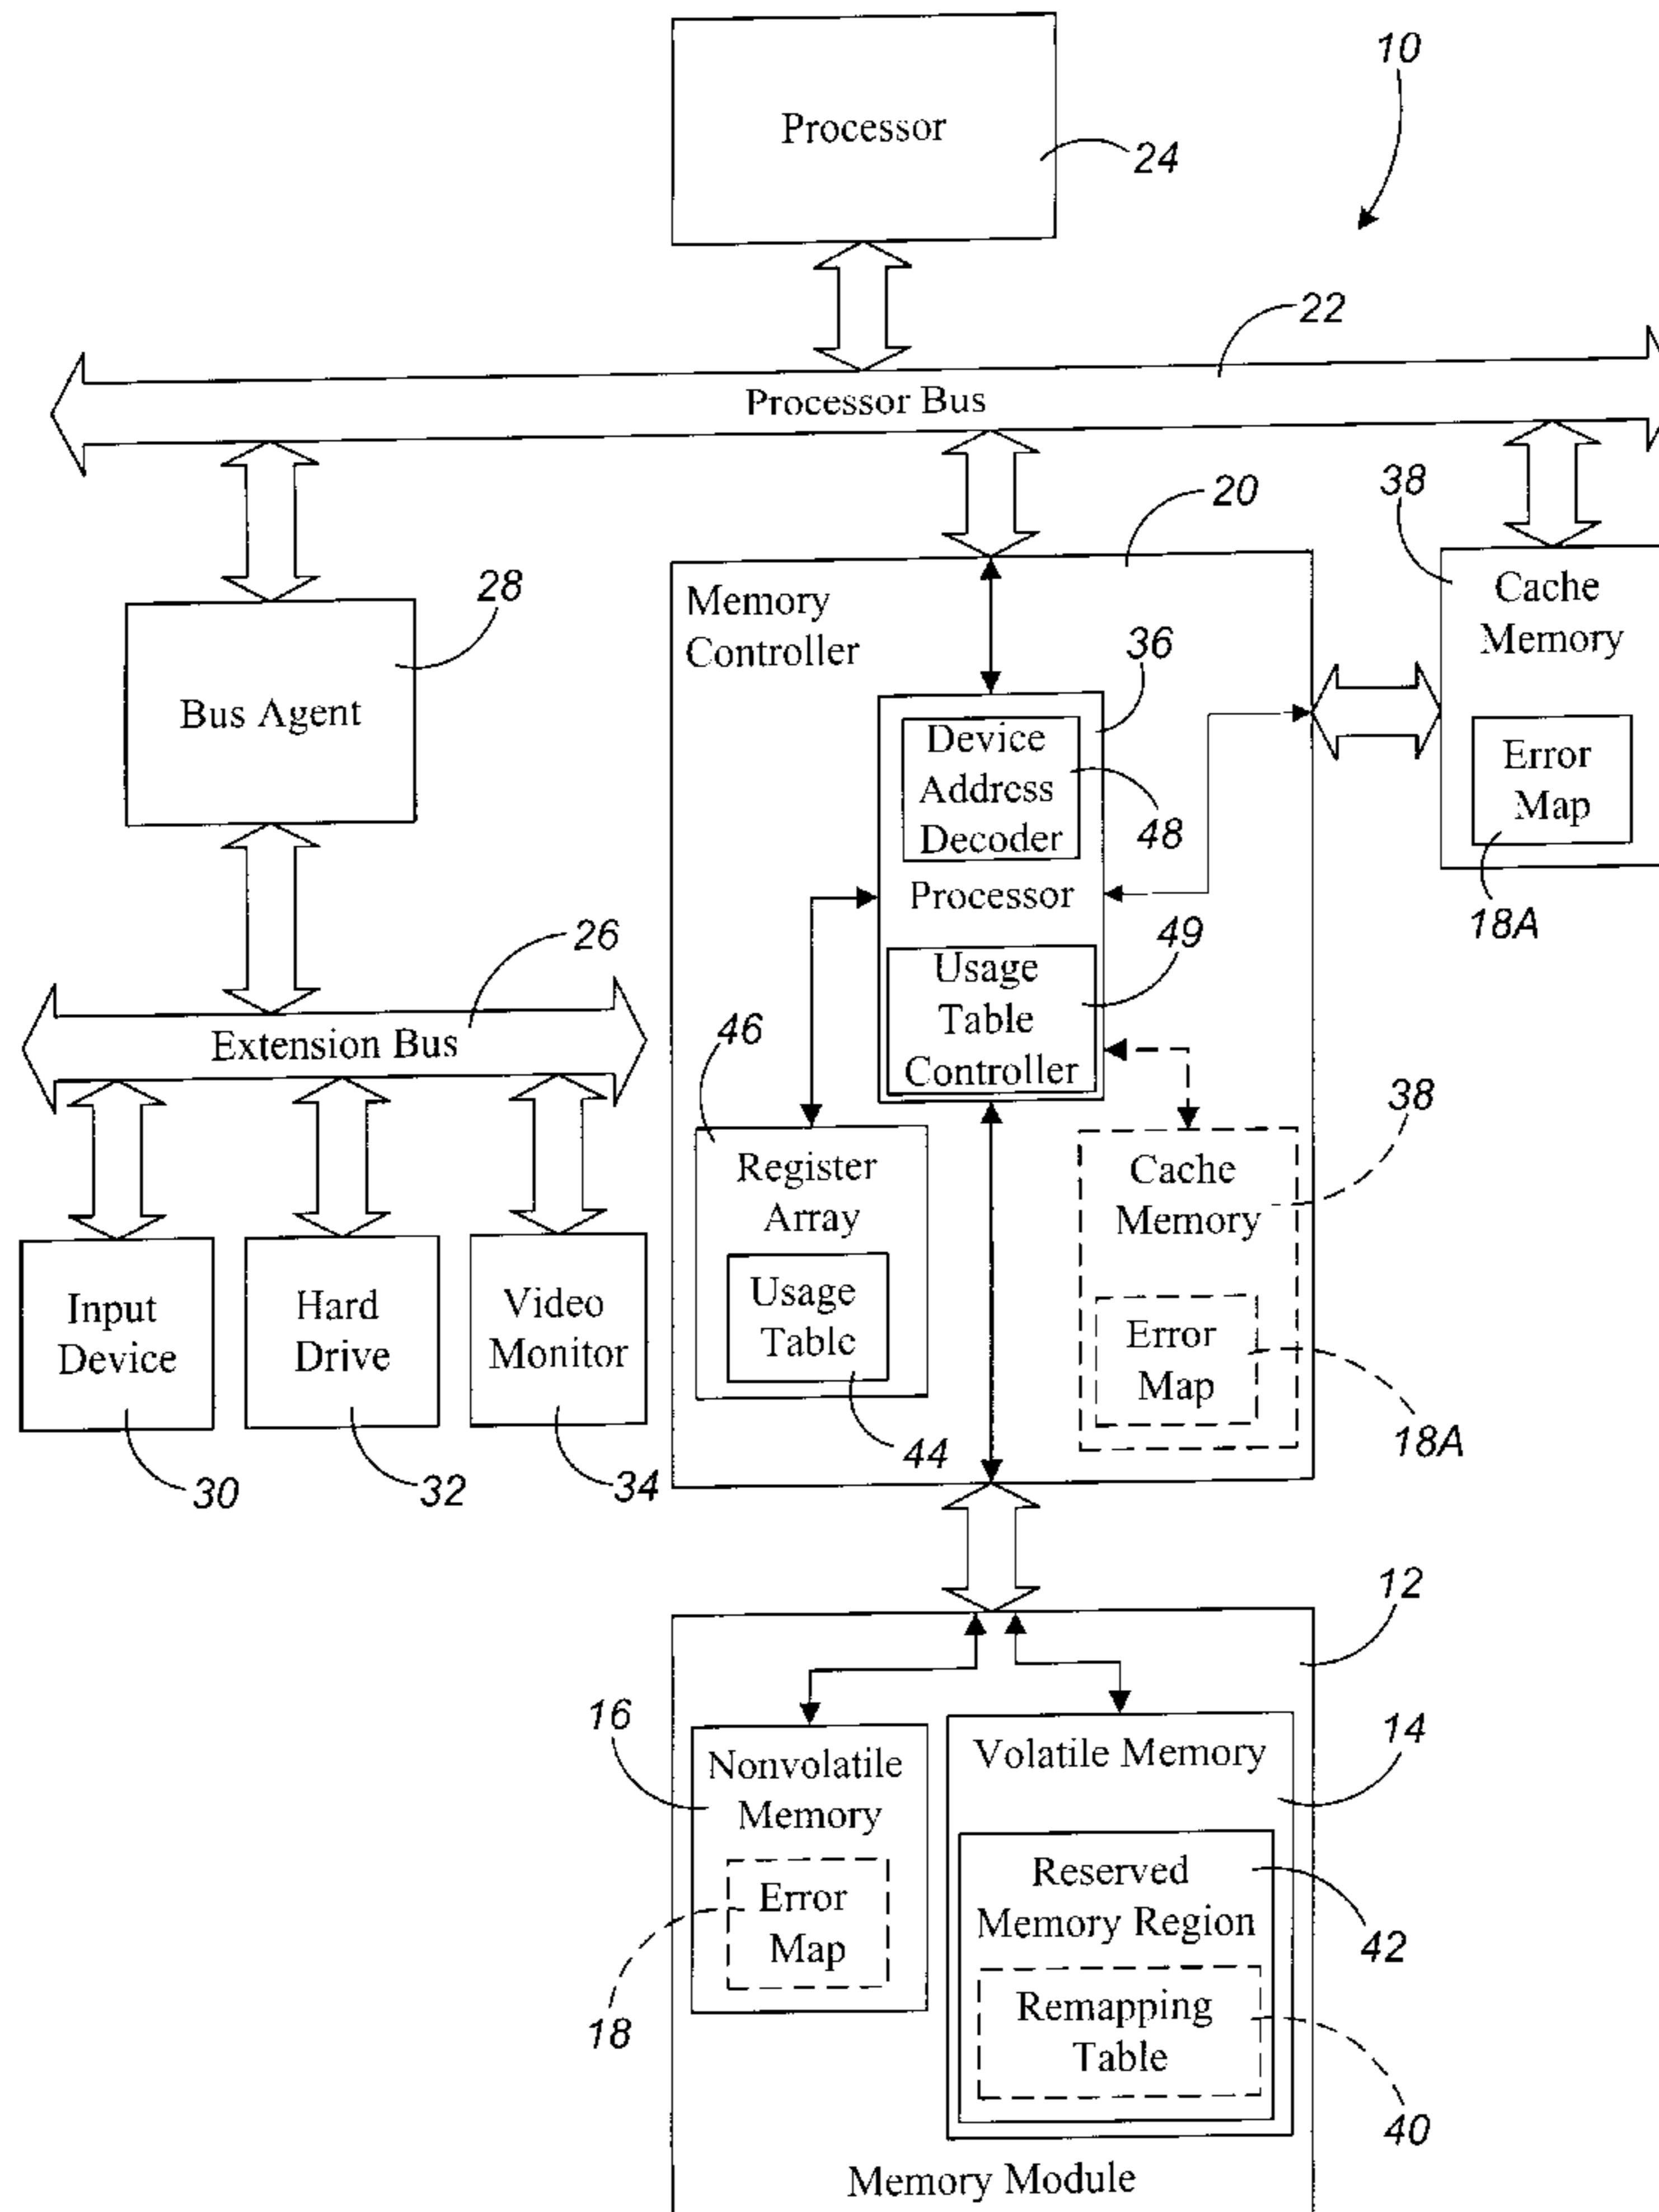 10
Processor
24
22
Processor Bus
20
38
28
Memory
Controller
36
Cache
Memory
Bus Agent
Device
Address
Decoder
48
Error
Map
18A
Processor
49
26
Extension Bus
46
Usage
Table
Controller
38
Register
Array
Cache
Memory
Input
Device
Hard
Drive
Video
Monitor
Usage
Table
Error
Map
30
32
34
44
18A
12
16
14
Nonvolatile
Memory
Volatile Memory
Error
Map
18
Reserved
Memory Region
42
Remapping
Table
40
Memory Module